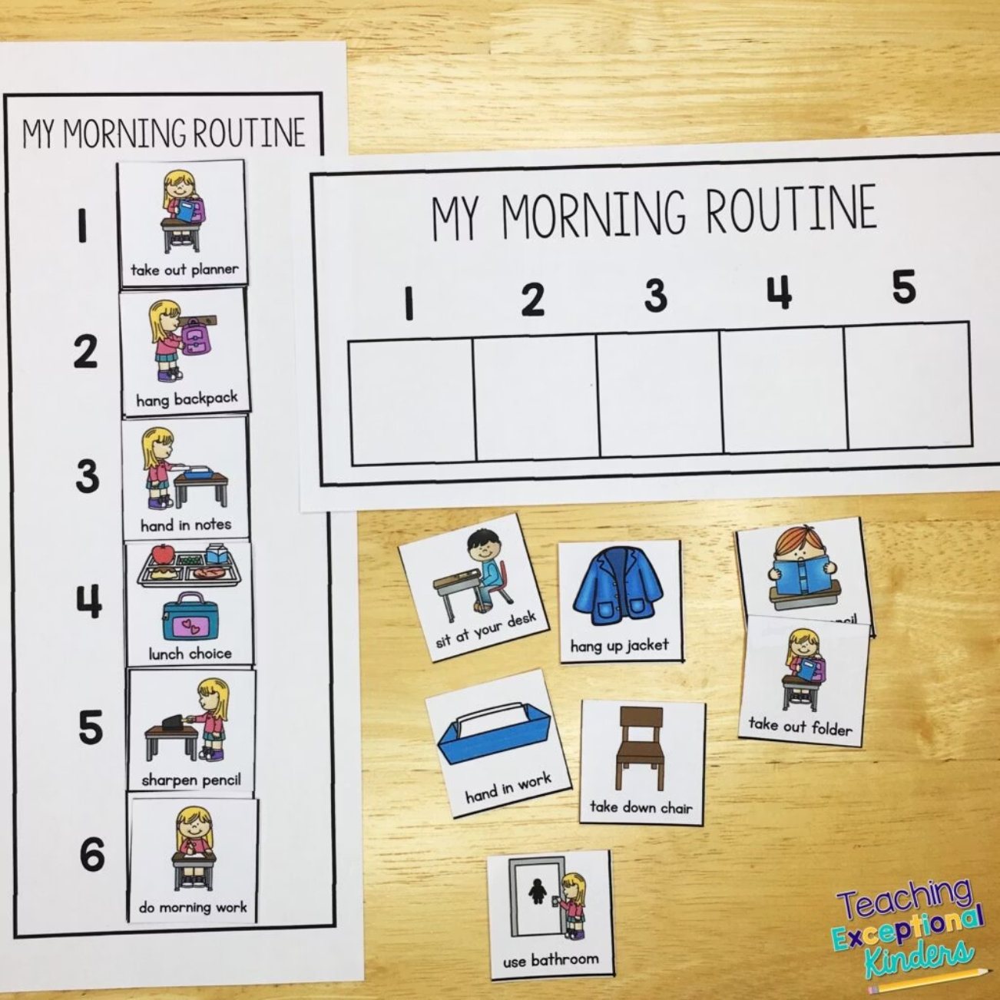 MY MORNING ROUTINE
1
take out planner
2
hang backpack
3
hand in notes
4
lunch choice
5
sharpen pencil
6
do morning work
MY MORNING ROUTINE
1 2 3 4 5
sit at your desk
hang up jacket
take out folder
hand in work
take down chair
use bathroom
Teaching
Exceptional
Kinders